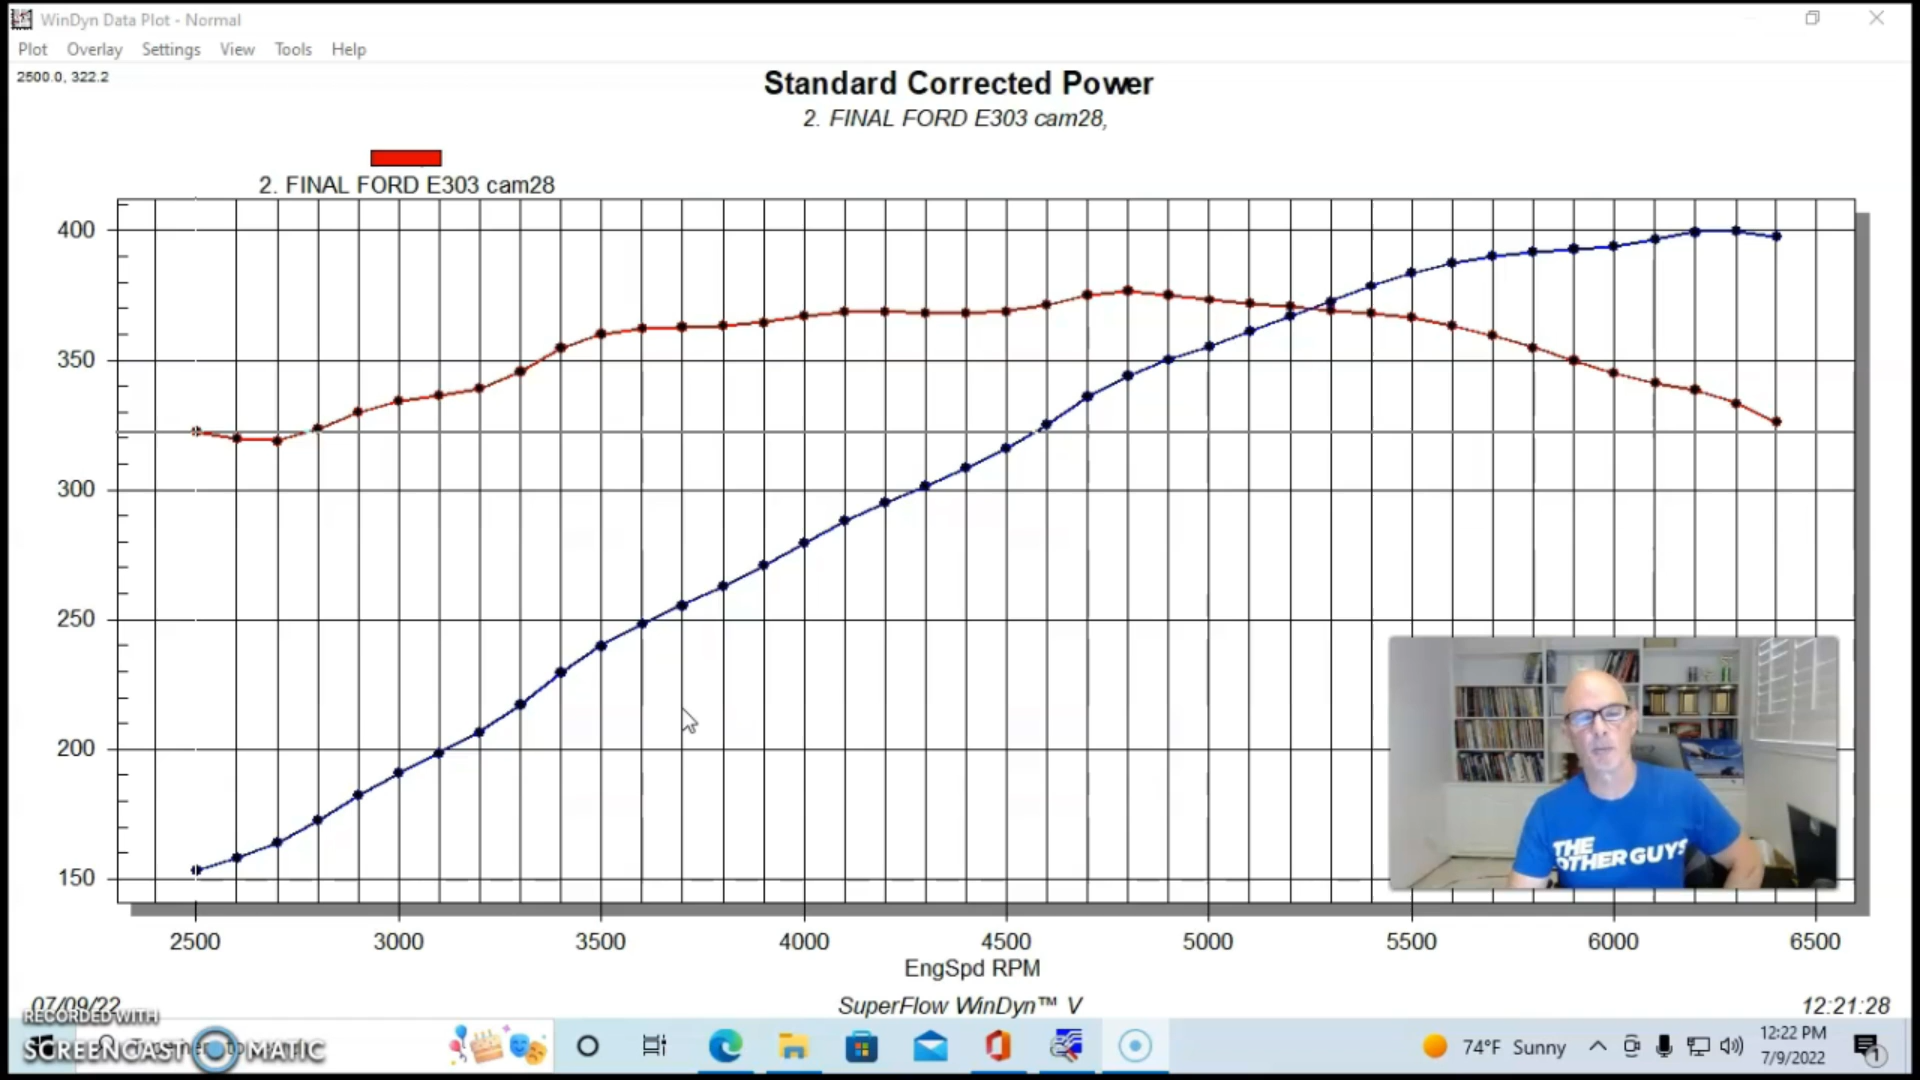 WinDyn Data Plot - Normal
Plot Overlay Settings View Tools Help
2500.0, 322.2
Standard Corrected Power
2. FINAL FORD E303 cam28,
2. FINAL FORD E303 cam28
400
350
300
250
200
150
2500 3000 3500 4000 4500 5000 5500 6000 6500
EngSpd RPM
THE
OTHER GUYS
07/09/22 SuperFlow WinDyn™ V 12:21:28
RECORDED WITH
SCREENCAST O MATIC
74°F Sunny
12:22 PM
7/9/2022
1